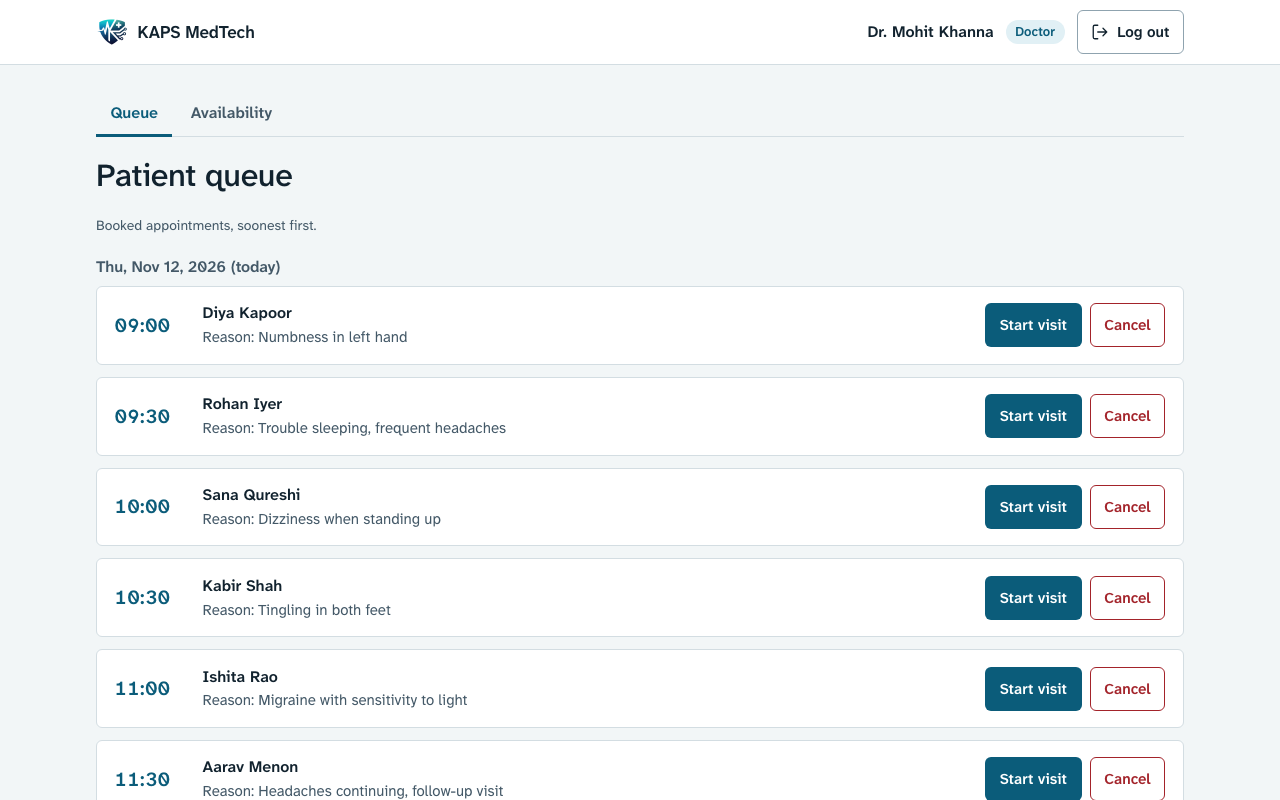 KAPS MedTech
Dr. Mohit Khanna Doctor Log out
Queue Availability
Patient queue
Booked appointments, soonest first.
Thu, Nov 12, 2026 (today)
09:00 Diya Kapoor
Reason: Numbness in left hand
Start visit Cancel
09:30 Rohan Iyer
Reason: Trouble sleeping, frequent headaches
Start visit Cancel
10:00 Sana Qureshi
Reason: Dizziness when standing up
Start visit Cancel
10:30 Kabir Shah
Reason: Tingling in both feet
Start visit Cancel
11:00 Ishita Rao
Reason: Migraine with sensitivity to light
Start visit Cancel
11:30 Aarav Menon
Reason: Headaches continuing, follow-up visit
Start visit Cancel